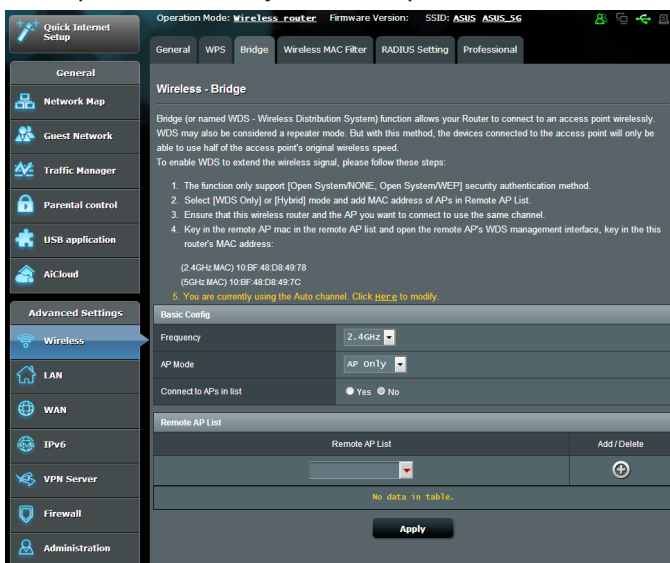 Operation Mode: Wireless router Firmware Version: SSID: ASUS ASUS_5G
Quick Internet
Setup
General WPS Bridge Wireless MAC Filter RADIUS Setting Professional
General
Network Map
Guest Network
Traffic Manager
Parental control
USB application
AiCloud
Advanced Settings
Wireless
LAN
WAN
IPv6
VPN Server
Firewall
Administration
Wireless - Bridge
Bridge (or named WDS - Wireless Distribution System) function allows your Router to connect to an access point wirelessly.
WDS may also be considered a repeater mode. But with this method, the devices connected to the access point will only be
able to use half of the access point's original wireless speed.
To enable WDS to extend the wireless signal, please follow these steps:
1. The function only support [Open System/NONE, Open System/WEP] security authentication method.
2. Select [WDS Only] or [Hybrid] mode and add MAC address of APs in Remote AP List.
3. Ensure that this wireless router and the AP you want to connect to use the same channel.
4. Key in the remote AP mac in the remote AP list and open the remote AP's WDS management interface, key in the this
router's MAC address:
(2.4GHz MAC) 10:BF:48:D8:49:78
(5GHz MAC) 10:BF:48:D8:49:7C
5. You are currently using the Auto channel. Click Here to modify.
Basic Config
Frequency 2.4GHz
AP Mode AP Only
Connect to APs in list Yes No
Remote AP List
Remote AP List Add / Delete
No data in table.
Apply